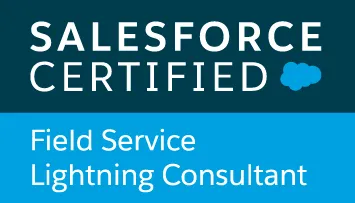 SALESFORCE
CERTIFIED
Field Service
Lightning Consultant